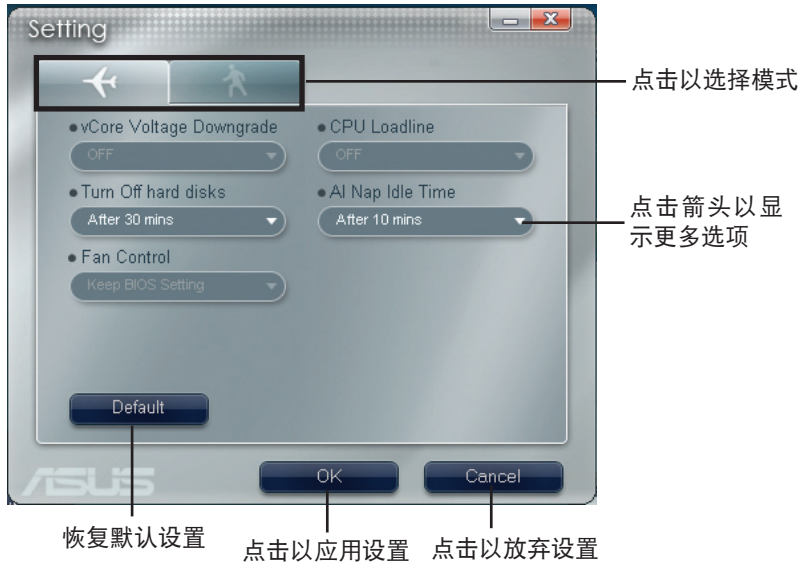 Setting
点击以选择模式
vCore Voltage Downgrade
CPU Loadline
OFF
OFF
Turn Off hard disks
AI Nap Idle Time
After 30 mins
After 10 mins
点击箭头以显
示更多选项
Fan Control
Keep BIOS Setting
Default
ASUS
OK
Cancel
恢复默认设置
点击以应用设置
点击以放弃设置